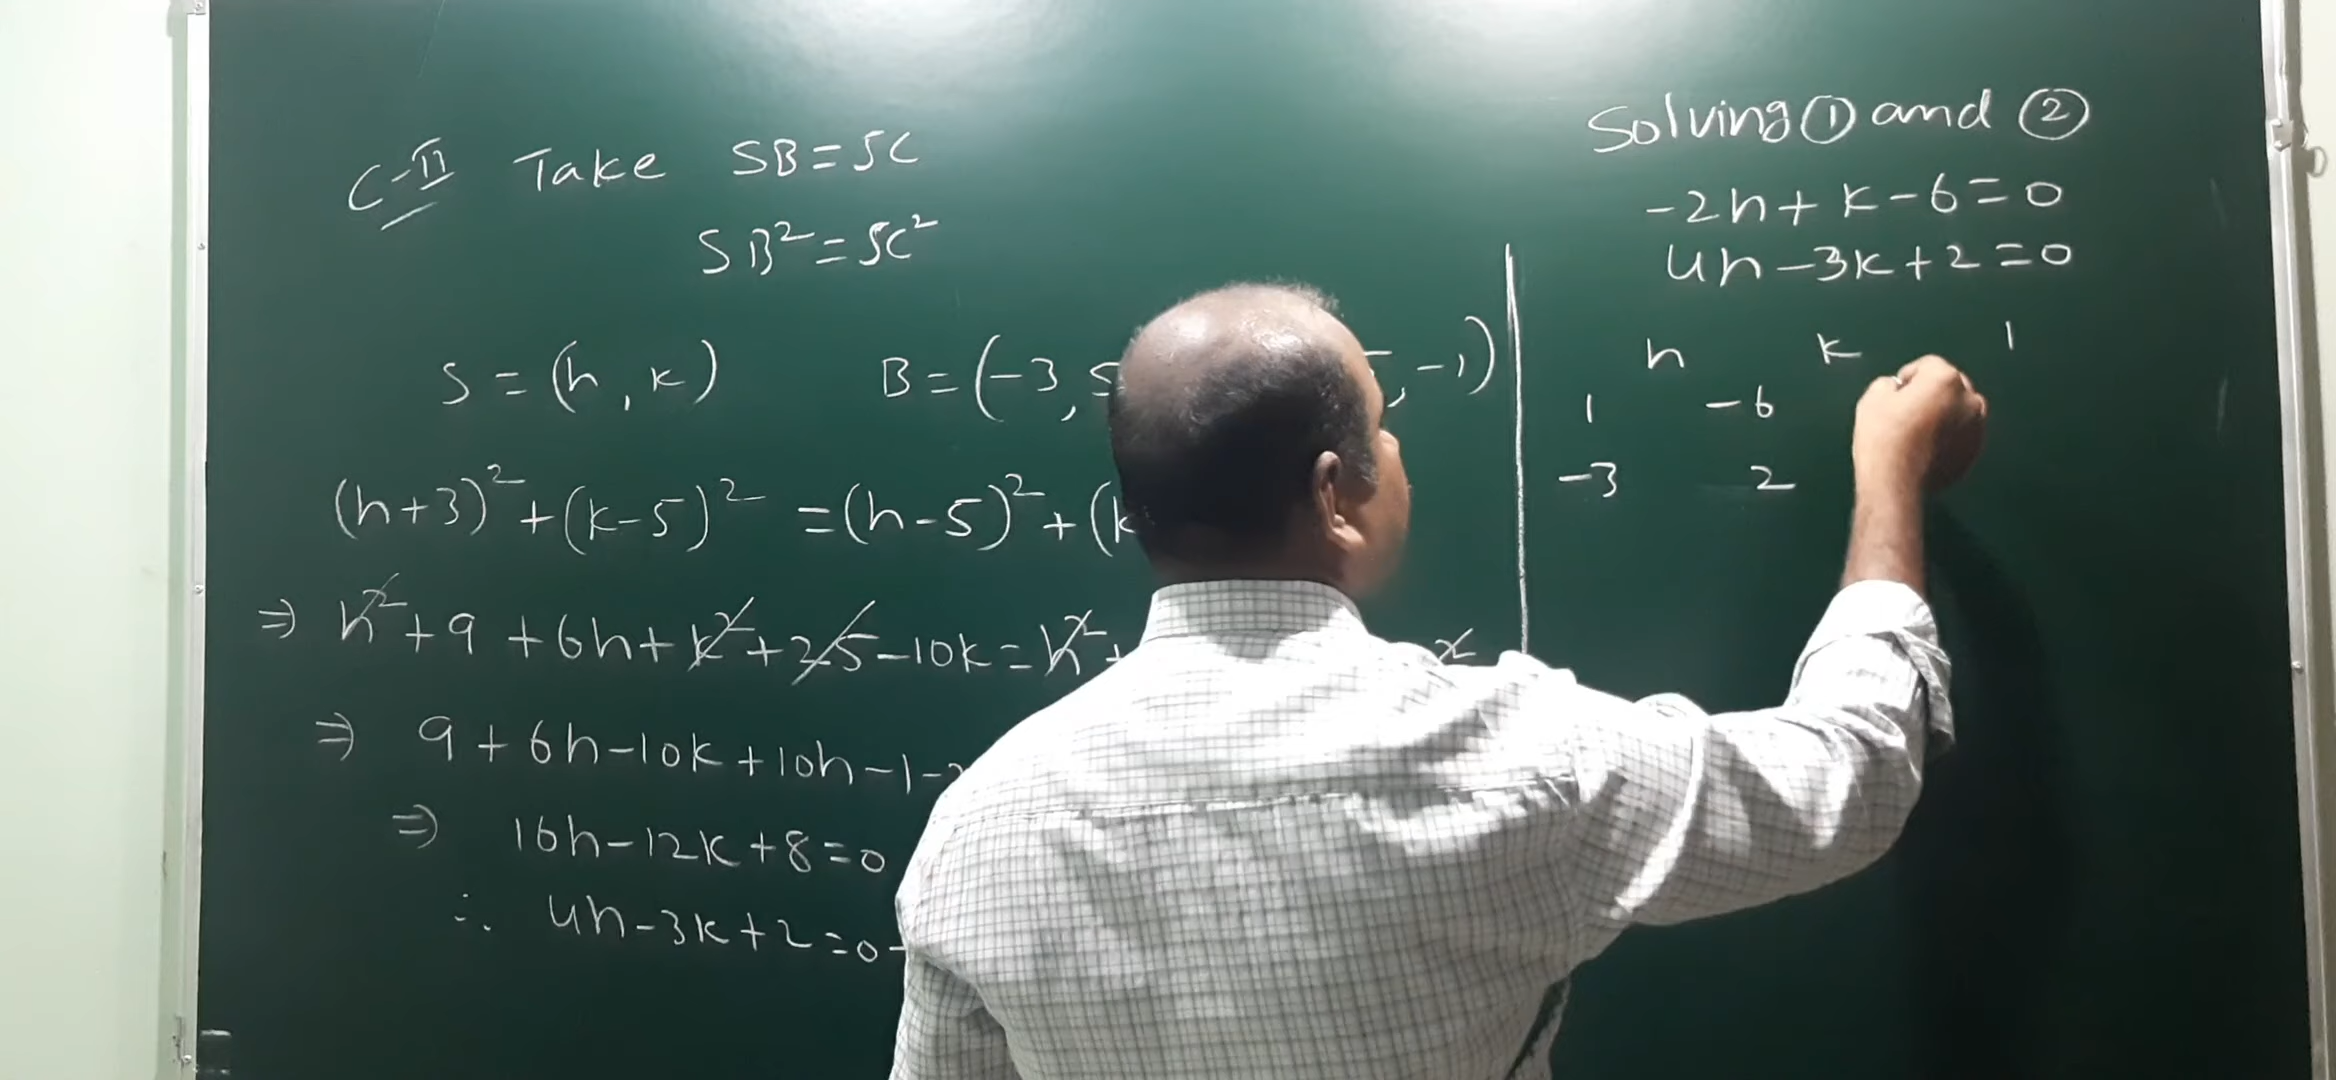 C-II Take SB=SC
SB²=SC²
S=(h,k) B=(-3,5 ,-1)
(h+3)²+(k-5)² =(h-5)²+(k
⇒ h²+9+6h+k²+25-10k=h²+
⇒ 9+6h-10k+10h-1-
⇒ 16h-12k+8=0
∴ 4h-3k+2=0-
Solving ① and ②
-2h+k-6=0
4h-3k+2=0
h k 1
1 -6
-3 2